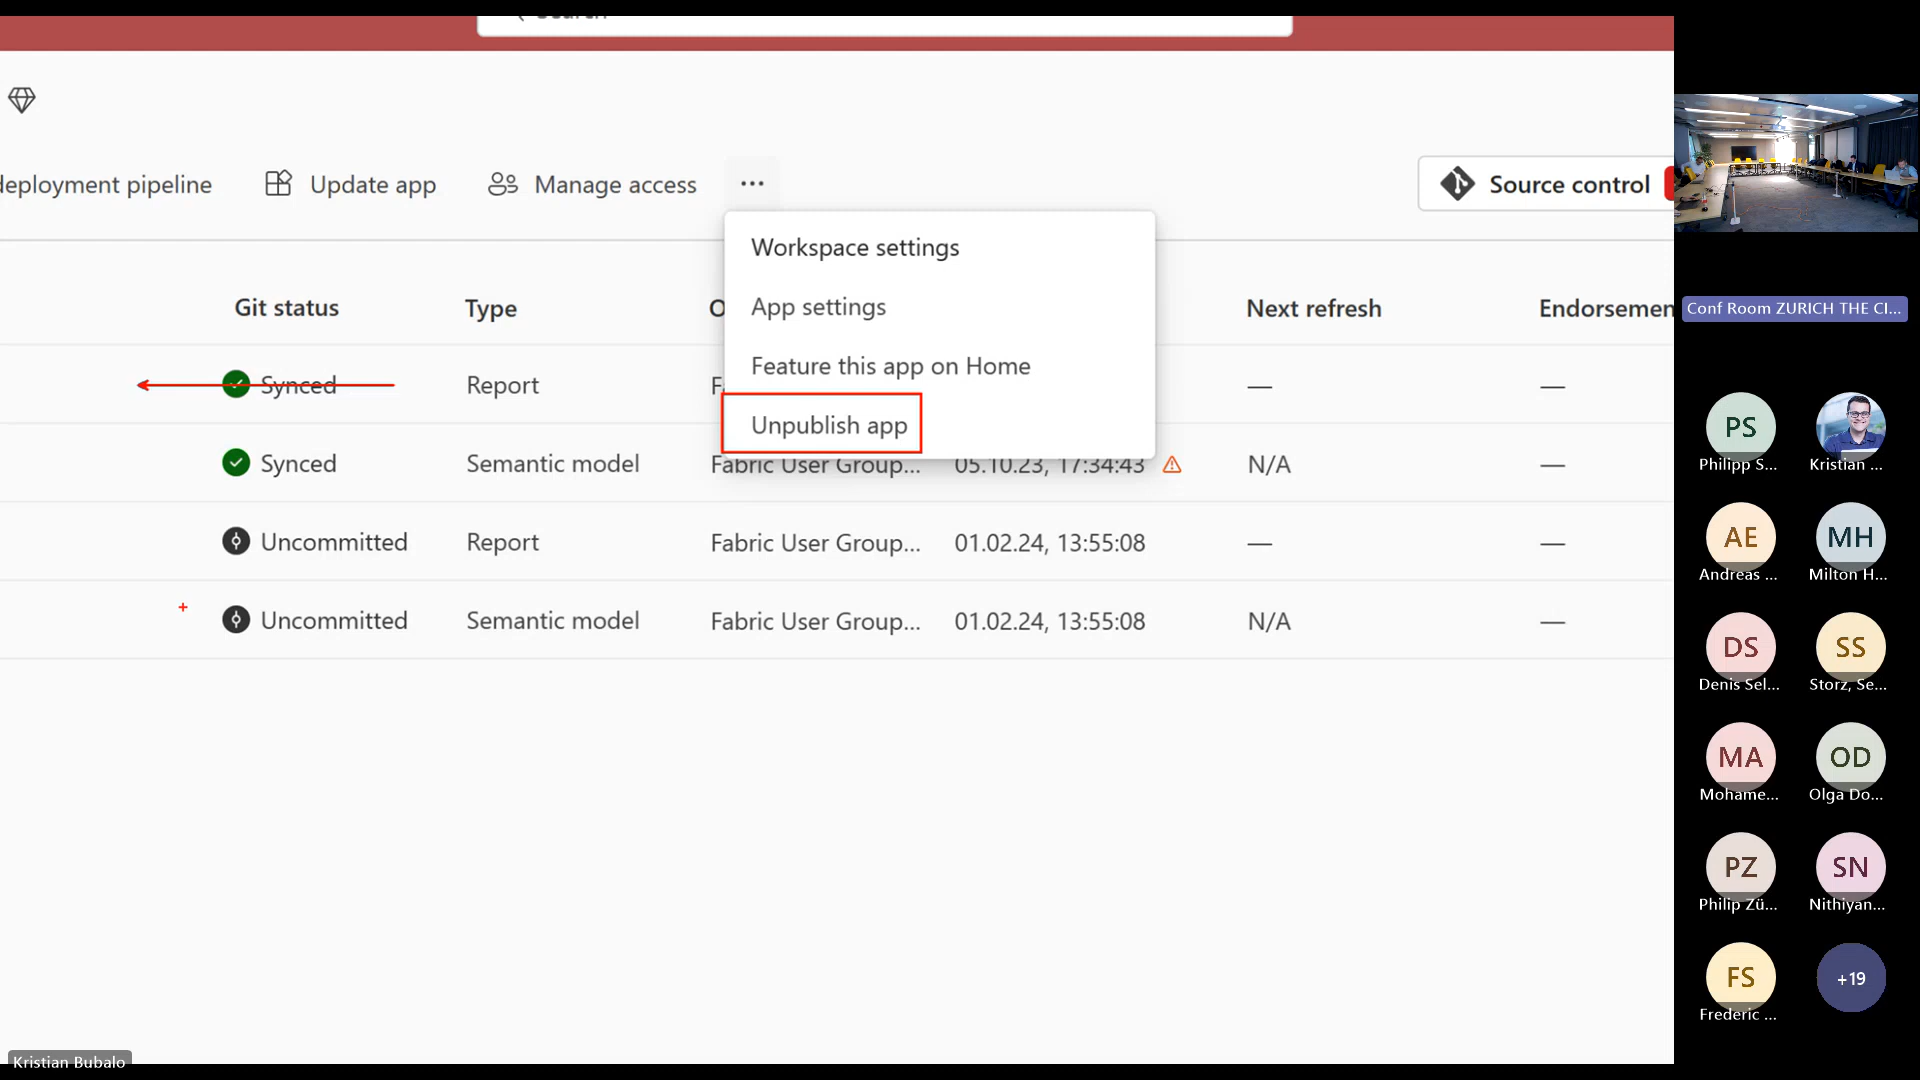 deployment pipeline
Update app
Manage access
Source control
Workspace settings
App settings
Feature this app on Home
Unpublish app
Git status
Type
Next refresh
Endorsemen
Synced
Report
—
—
Synced
Semantic model
Fabric User Group...
05.10.23, 17:34:43
N/A
—
Uncommitted
Report
Fabric User Group...
01.02.24, 13:55:08
—
—
Uncommitted
Semantic model
Fabric User Group...
01.02.24, 13:55:08
N/A
—
Kristian Bubalo
Conf Room ZURICH THE CI...
PS
Philipp S...
Kristian ...
AE
Andreas ...
MH
Milton H...
DS
Denis Sel...
SS
Storz, Se...
MA
Mohame...
OD
Olga Do...
PZ
Philip Zü...
SN
Nithiyan...
FS
Frederic ...
+19